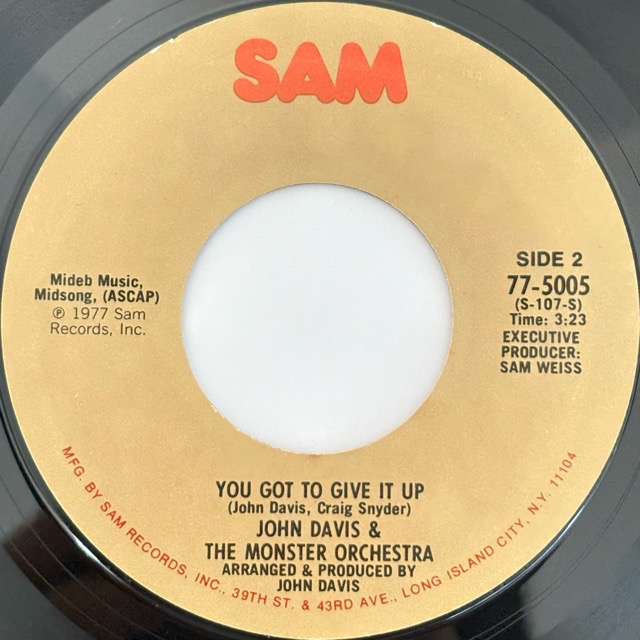 SAM
Mideb Music,
Midsong, (ASCAP)
℗ 1977 Sam
Records, Inc.
SIDE 2
77-5005
(S-107-S)
Time: 3:23
EXECUTIVE
PRODUCER:
SAM WEISS
YOU GOT TO GIVE IT UP
(John Davis, Craig Snyder)
JOHN DAVIS &
THE MONSTER ORCHESTRA
ARRANGED & PRODUCED BY
JOHN DAVIS
MFG. BY SAM RECORDS, INC., 39TH ST. & 43RD AVE., LONG ISLAND CITY, N.Y. 11104